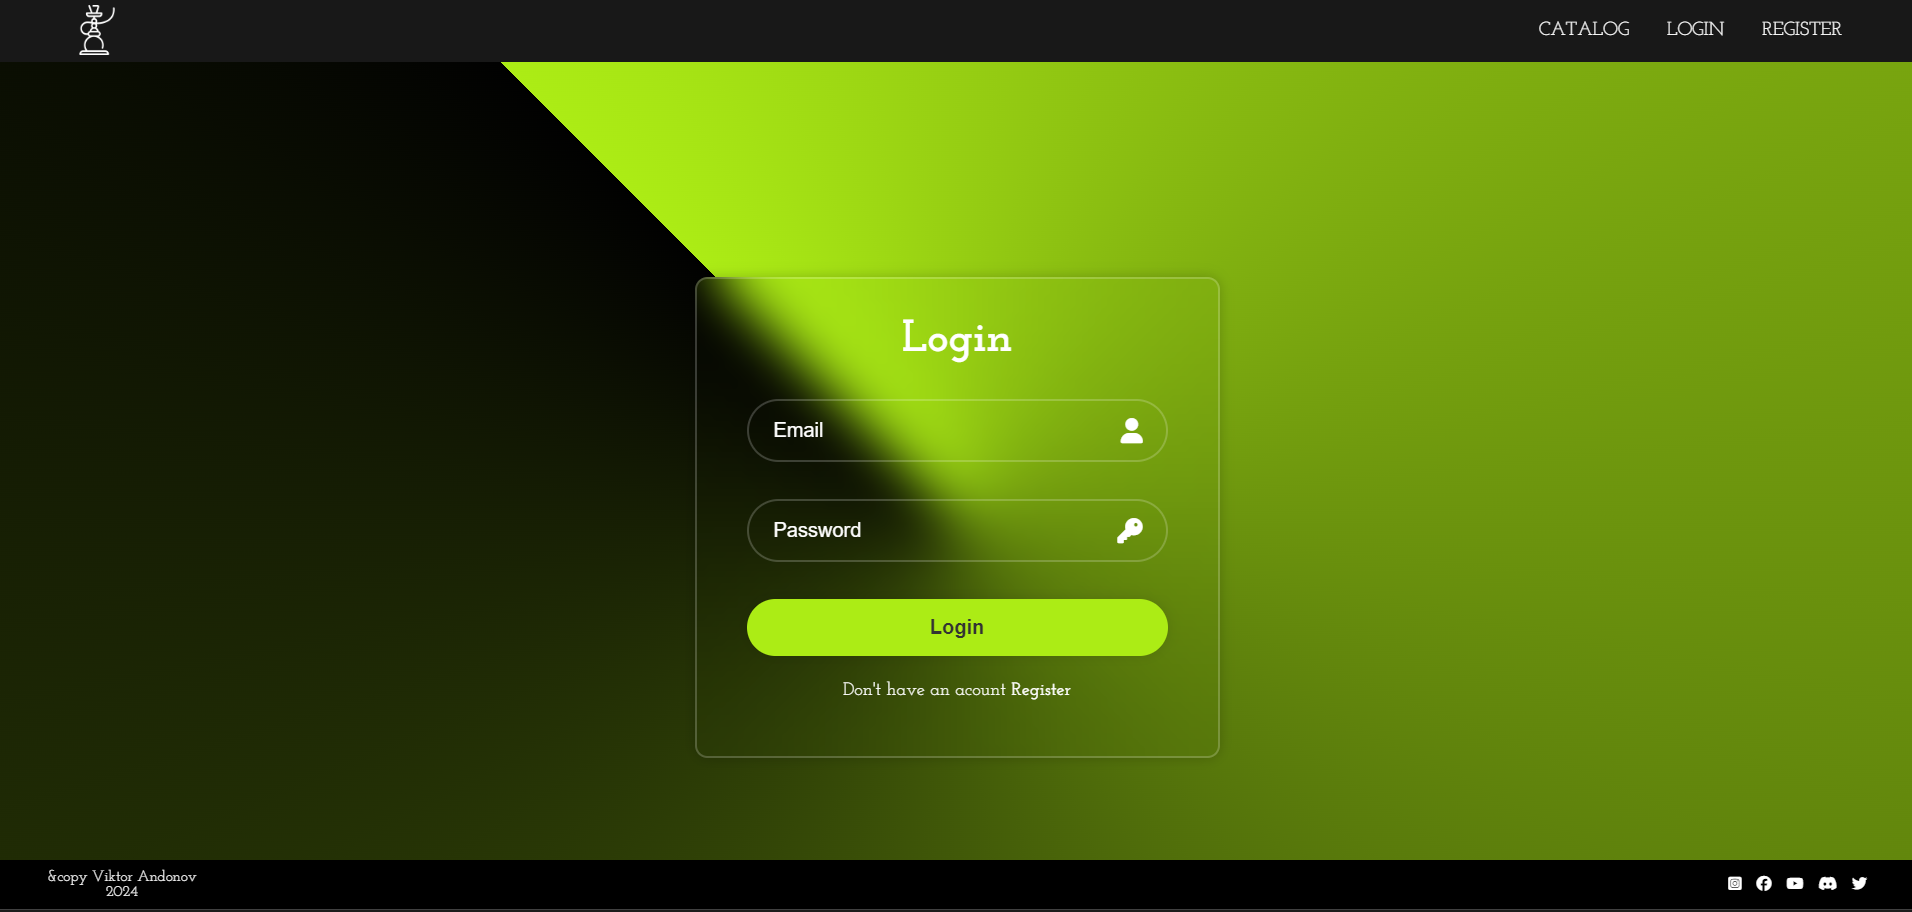 CATALOG LOGIN REGISTER
Login
Email
Password
Login
Don't have an acount Register
&copy Viktor Andonov
2024